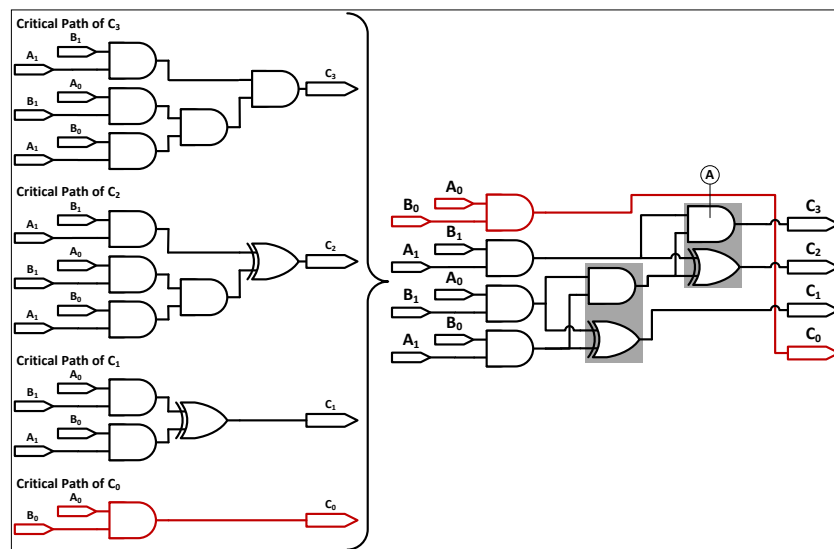 Critical Path of C₃
B₁
A₁
A₀
B₁
B₀
A₁
C₃
Critical Path of C₂
B₁
A₁
A₀
B₁
B₀
A₁
C₂
Critical Path of C₁
A₀
B₁
B₀
A₁
C₁
Critical Path of C₀
A₀
B₀
C₀
A
A₀
B₀
B₁
A₁
A₀
B₁
B₀
A₁
C₃
C₂
C₁
C₀